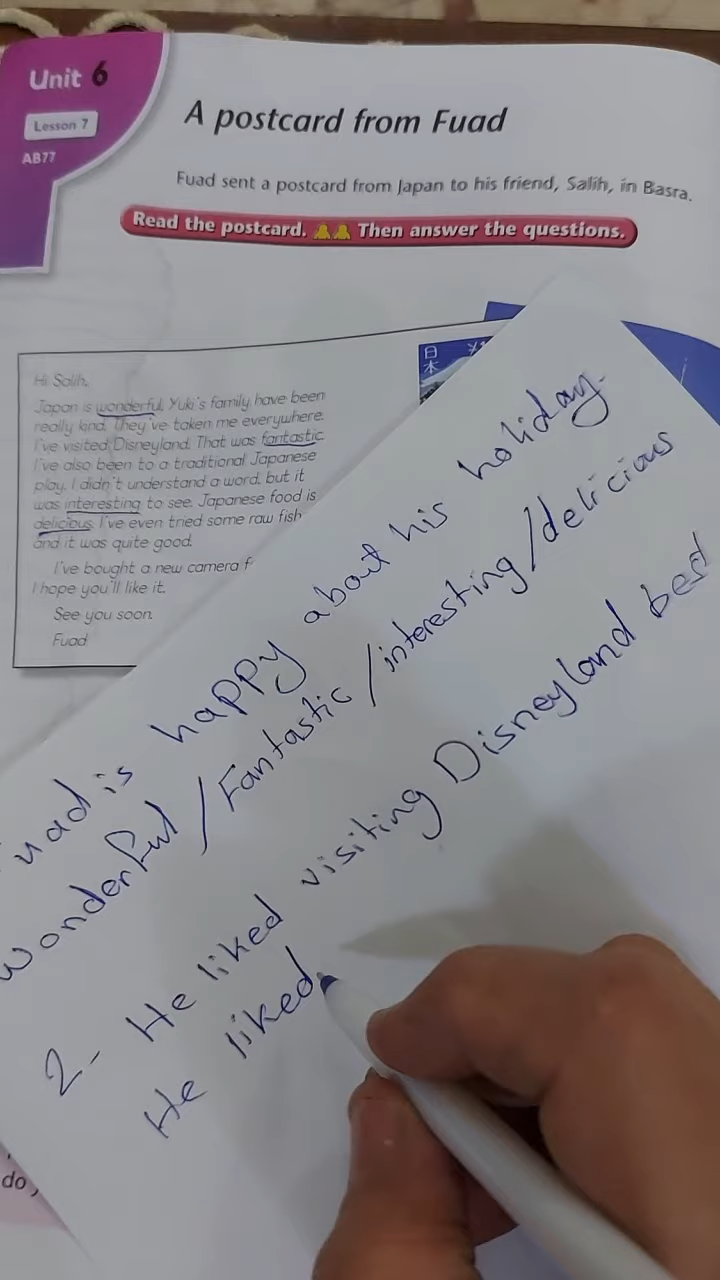 Unit 6
Lesson 7
AB77
A postcard from Fuad
Fuad sent a postcard from Japan to his friend, Salih, in Basra.
Read the postcard. Then answer the questions.
Hi Salih,
Japan is wonderful. Yuki's family have been
really kind. They've taken me everywhere.
I've visited Disneyland. That was fantastic.
I've also been to a traditional Japanese
play. I didn't understand a word, but it
was interesting to see. Japanese food is
delicious. I've even tried some raw fish
and it was quite good.
I've bought a new camera f
I hope you'll like it.
See you soon.
Fuad
日本
uad is happy about his holiday.
wonderful / Fantastic / interesting / delicious
2- He liked visiting Disneyland best
He liked
do,